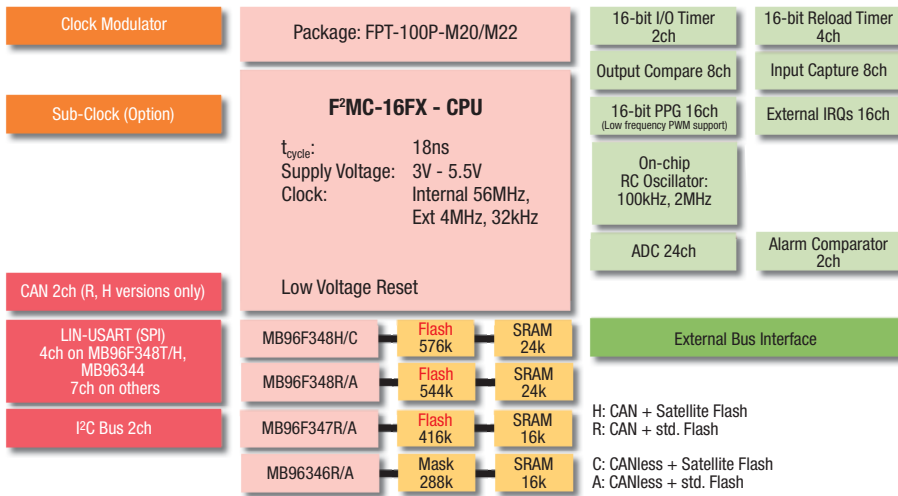 Clock Modulator
Package: FPT-100P-M20/M22
16-bit I/O Timer
2ch
16-bit Reload Timer
4ch
Output Compare 8ch
Input Capture 8ch
Sub-Clock (Option)
F²MC-16FX - CPU
tcycle: 18ns
Supply Voltage: 3V - 5.5V
Clock: Internal 56MHz,
Ext 4MHz, 32kHz
Low Voltage Reset
16-bit PPG 16ch
(Low frequency PWM support)
External IRQs 16ch
On-chip
RC Oscillator:
100kHz, 2MHz
ADC 24ch
Alarm Comparator
2ch
CAN 2ch (R, H versions only)
LIN-USART (SPI)
4ch on MB96F348T/H,
MB96344
7ch on others
I²C Bus 2ch
MB96F348H/C
Flash
576k
SRAM
24k
External Bus Interface
MB96F348R/A
Flash
544k
SRAM
24k
MB96F347R/A
Flash
416k
SRAM
16k
MB96346R/A
Mask
288k
SRAM
16k
H: CAN + Satellite Flash
R: CAN + std. Flash
C: CANless + Satellite Flash
A: CANless + std. Flash